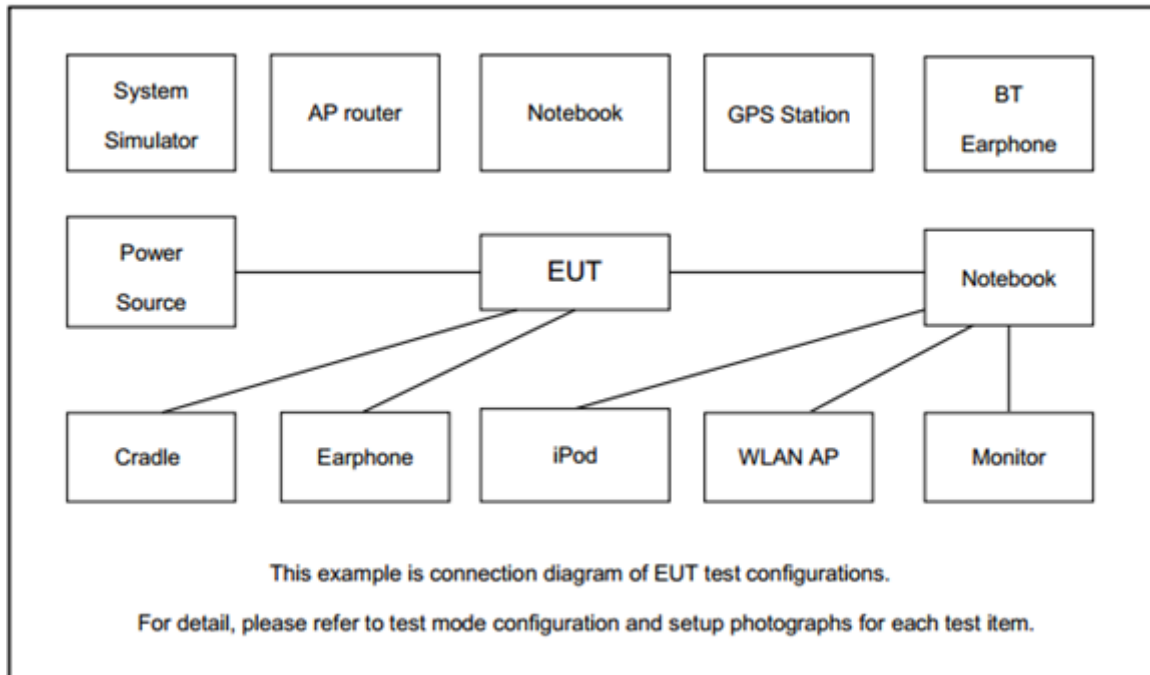 System
Simulator
AP router
Notebook
GPS Station
BT
Earphone
Power
Source
EUT
Notebook
Cradle
Earphone
iPod
WLAN AP
Monitor
This example is connection diagram of EUT test configurations.
For detail, please refer to test mode configuration and setup photographs for each test item.